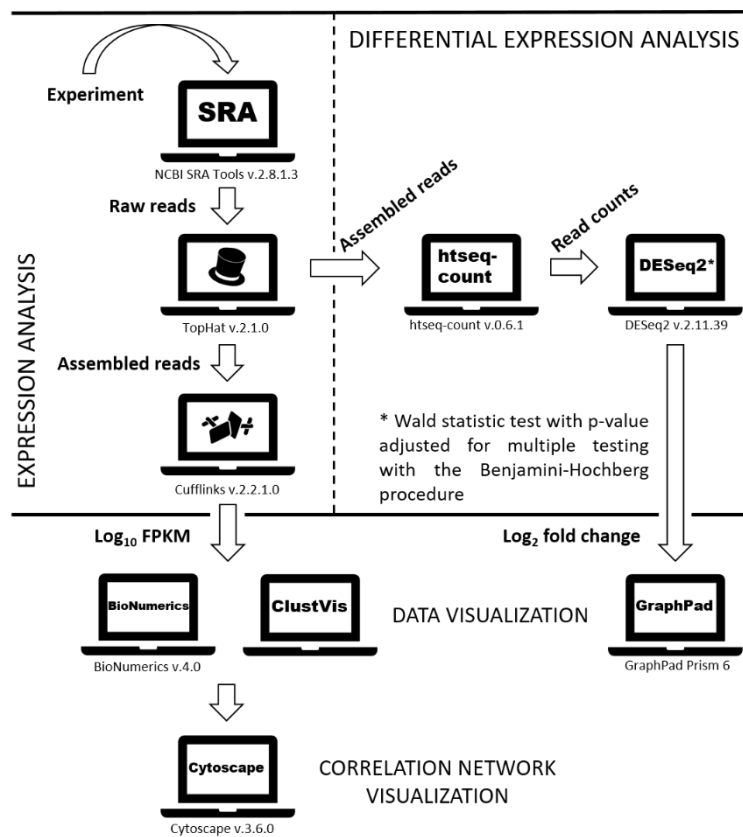 DIFFERENTIAL EXPRESSION ANALYSIS
Experiment
SRA
NCBI SRA Tools v.2.8.1.3
Raw reads
EXPRESSION ANALYSIS
TopHat v.2.1.0
Assembled reads
htseq-
count
htseq-count v.0.6.1
Read counts
DESeq2*
DESeq2 v.2.11.39
Assembled reads
Cufflinks v.2.2.1.0
* Wald statistic test with p-value
adjusted for multiple testing
with the Benjamini-Hochberg
procedure
Log₁₀ FPKM
Log₂ fold change
BioNumerics
BioNumerics v.4.0
ClustVis
DATA VISUALIZATION
GraphPad
GraphPad Prism 6
Cytoscape
Cytoscape v.3.6.0
CORRELATION NETWORK
VISUALIZATION